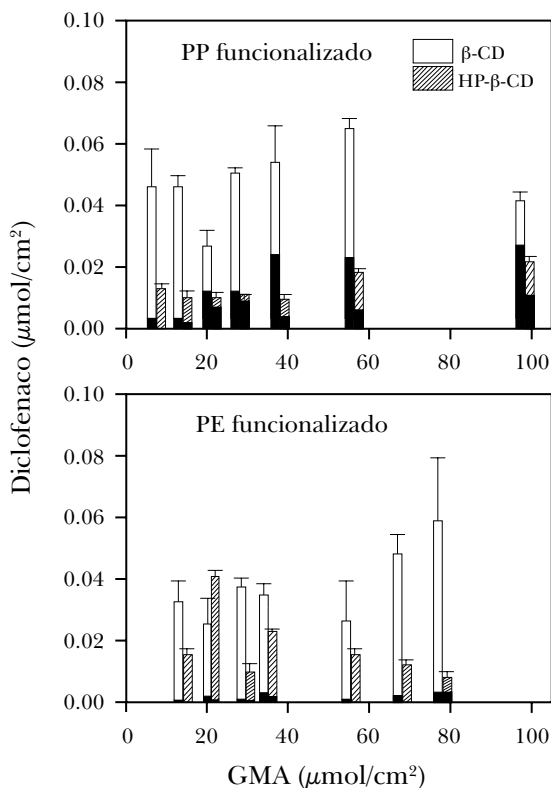 PP funcionalizado
β-CD
HP-β-CD
0.10
0.08
0.06
0.04
0.02
0.00
0 20 40 60 80 100
Diclofenaco (μmol/cm²)
PE funcionalizado
0.10
0.08
0.06
0.04
0.02
0.00
0 20 40 60 80 100
GMA (μmol/cm²)